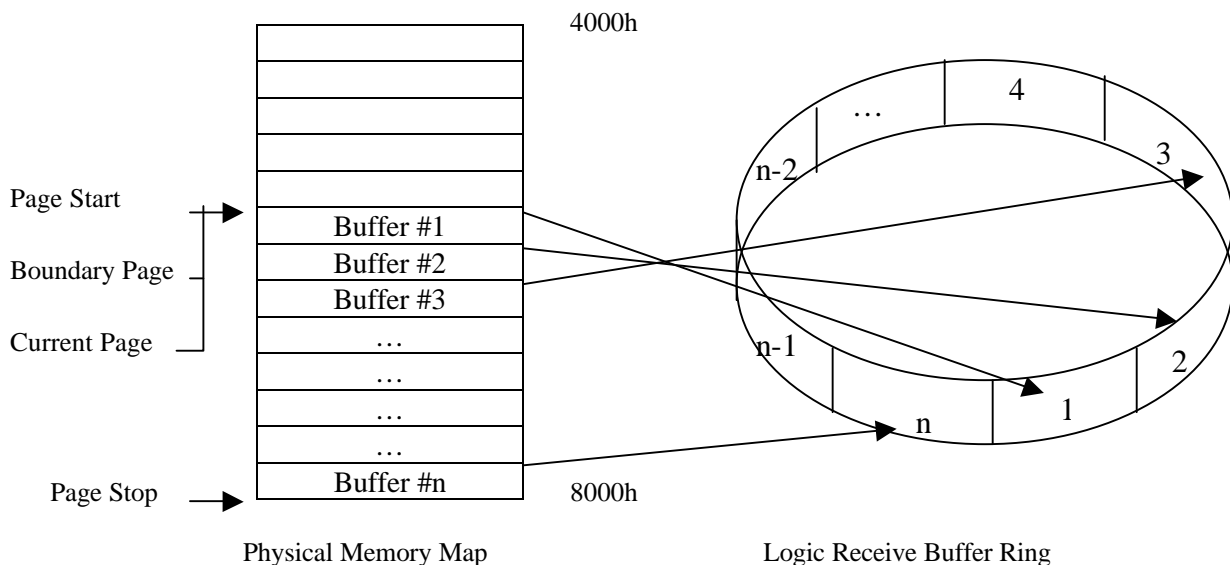 4000h
Page Start
Boundary Page
Current Page
Page Stop
Buffer #1
Buffer #2
Buffer #3
…
…
…
…
Buffer #n
8000h
Physical Memory Map
4
…
3
n-2
n-1
2
n
1
Logic Receive Buffer Ring